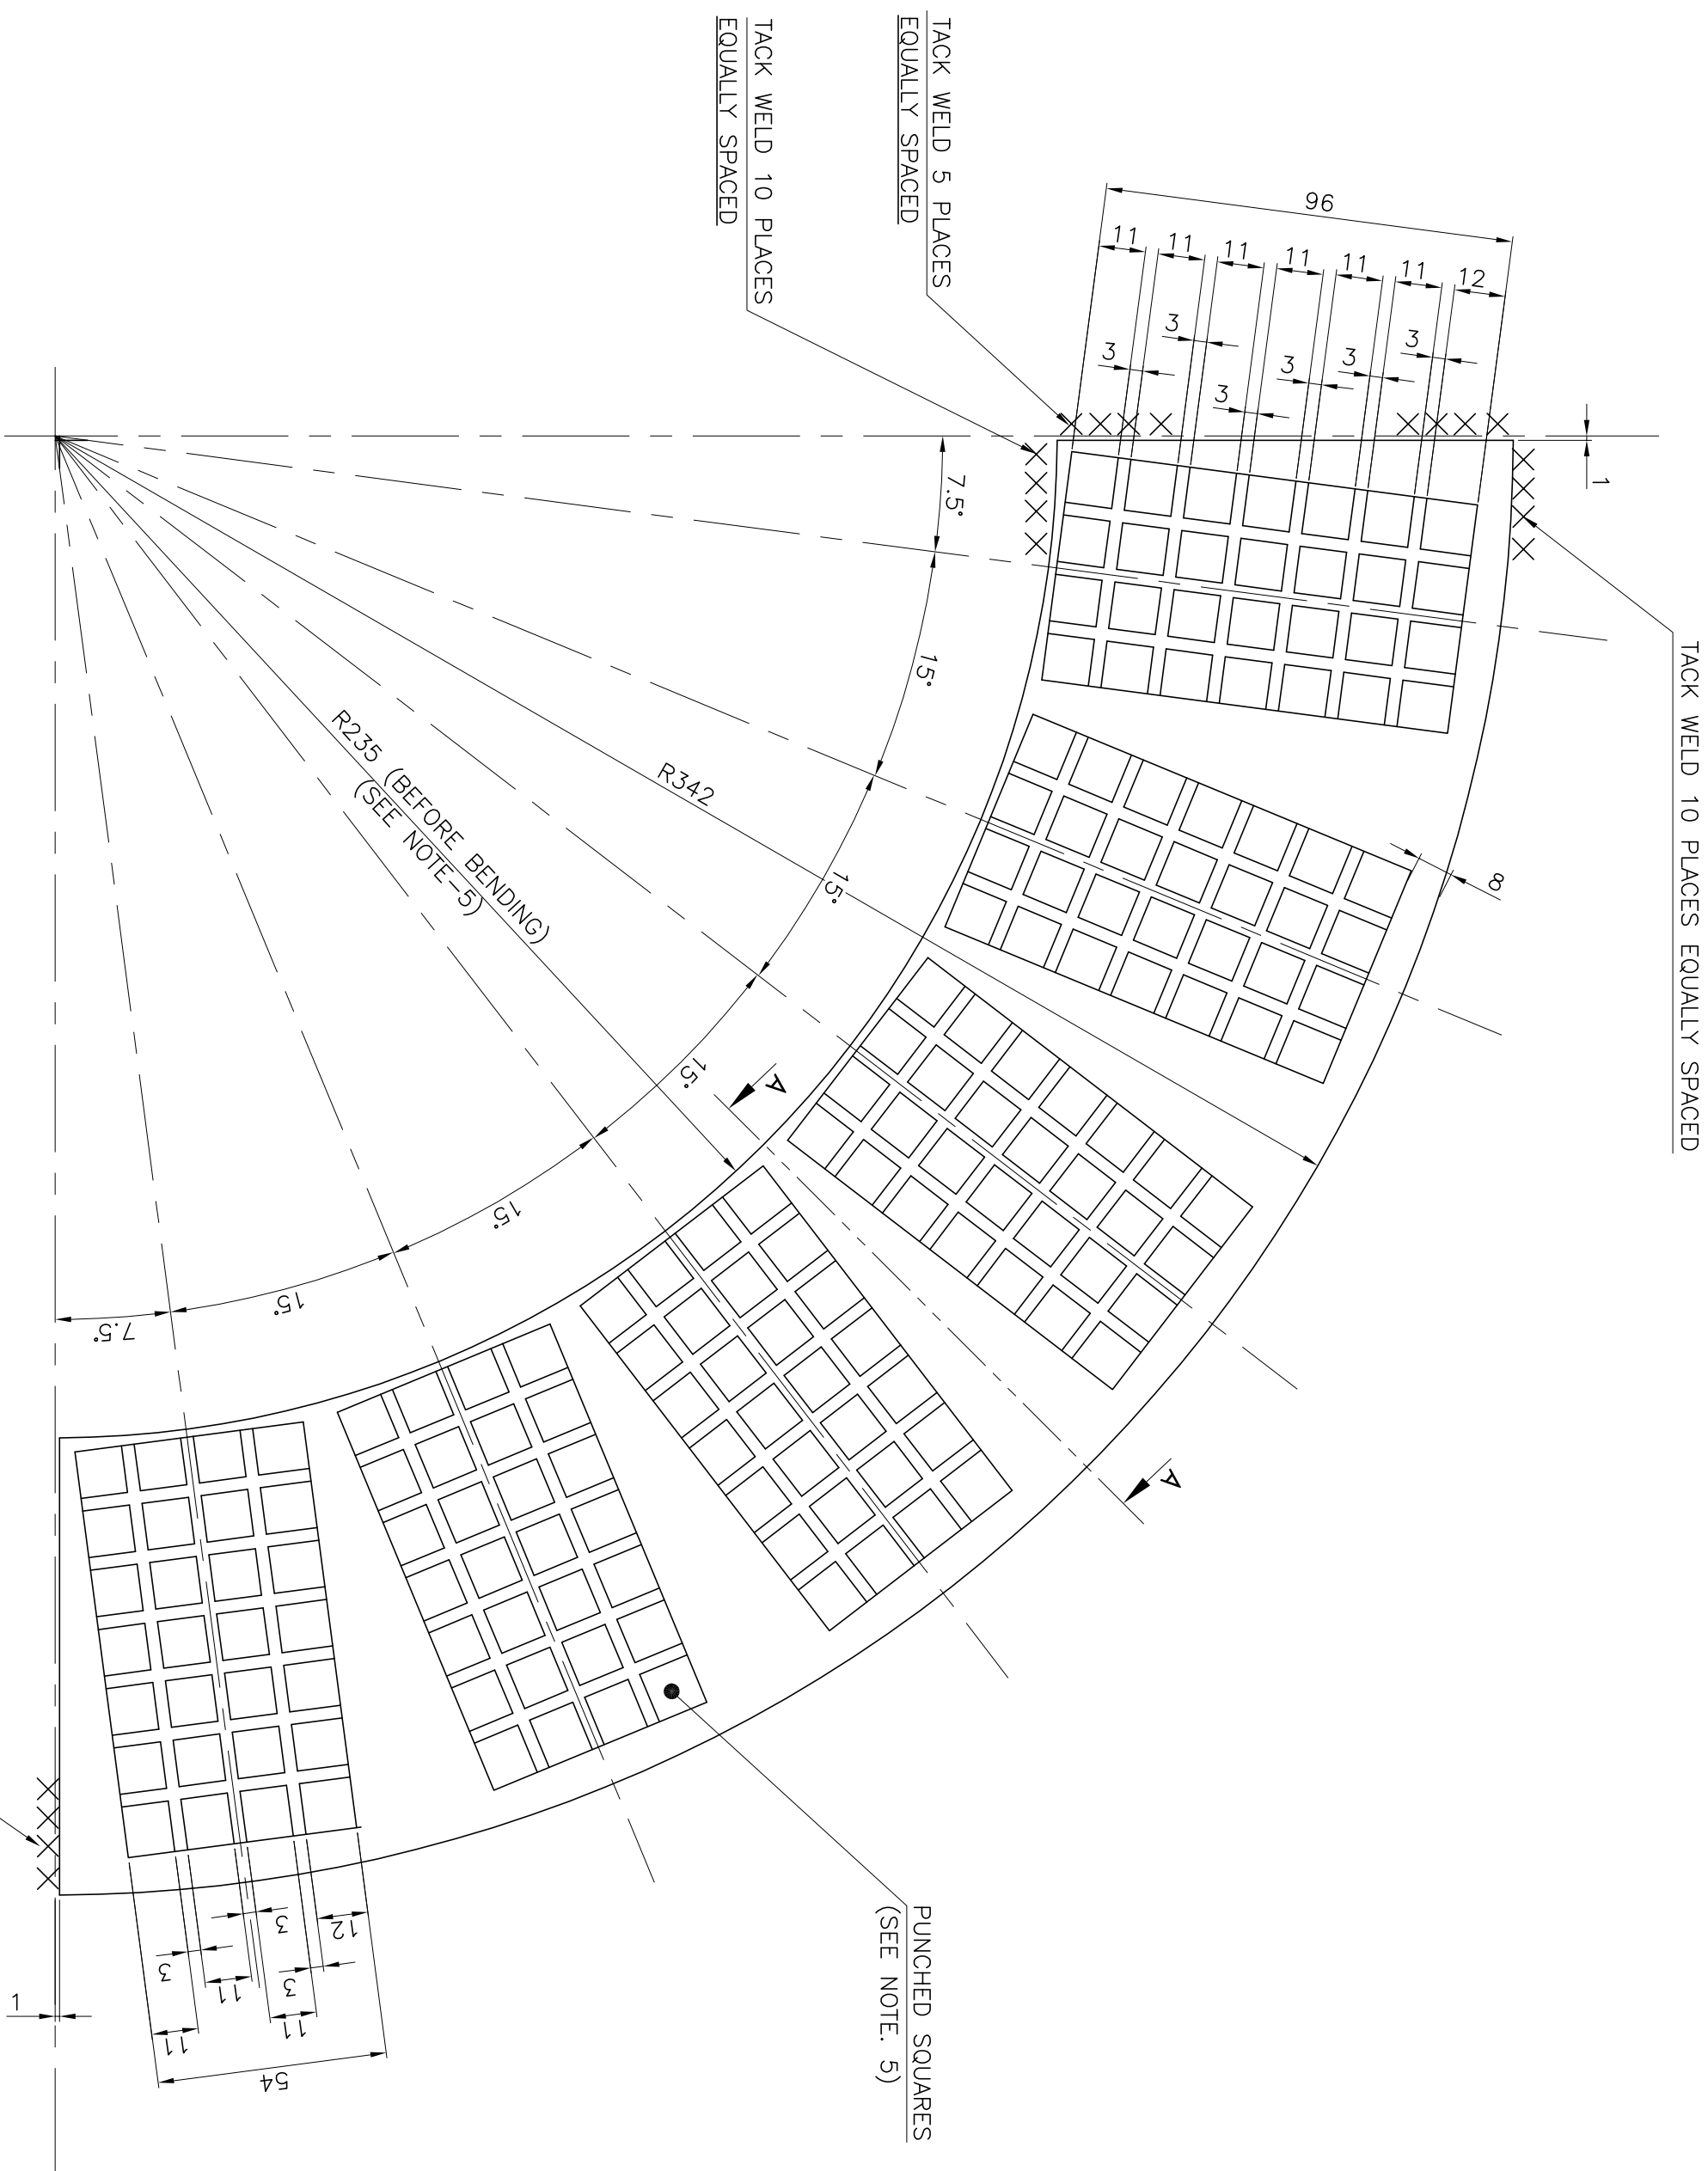 TACK WELD 10 PLACES EQUALLY SPACED
TACK WELD 5 PLACES
EQUALLY SPACED
TACK WELD 10 PLACES
EQUALLY SPACED
96
11
11
11
11
11
11
12
3
3
3
3
3
3
1
7.5°
15°
15°
15°
15°
15°
7.5°
R342
R235 (BEFORE BENDING)
(SEE NOTE-5)
8
A
A
PUNCHED SQUARES
(SEE NOTE. 5)
12
3
3
11
11
3
11
54
1